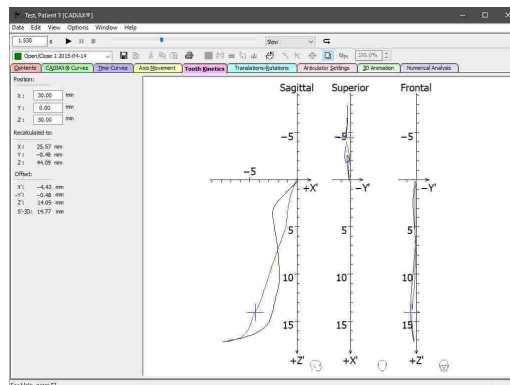 Test, Patient 3 [CADIAX®]
Data Edit View Options Window Help
1.530 s Slow
Open/Close 1 2015-04-14 100.0%
Contents CADIAX® Curves Time Curves Axis Movement Tooth Kinetics Translations-Rotations Articulator Settings 3D Animation Numerical Analysis
Position:
X: 30.00 mm
Y: 0.00 mm
Z: 30.00 mm
Recalculated to:
X: 25.57 mm
Y: -0.48 mm
Z: 44.09 mm
Offset:
X': -4.43 mm
-Y': -0.48 mm
Z': 14.09 mm
S'-3D: 14.77 mm
Sagittal Superior Frontal
-5 -5 -5
-5
+X' -Y' -Y'
5 5 5
10 10 10
15 15 15
+Z' +X' +Z'